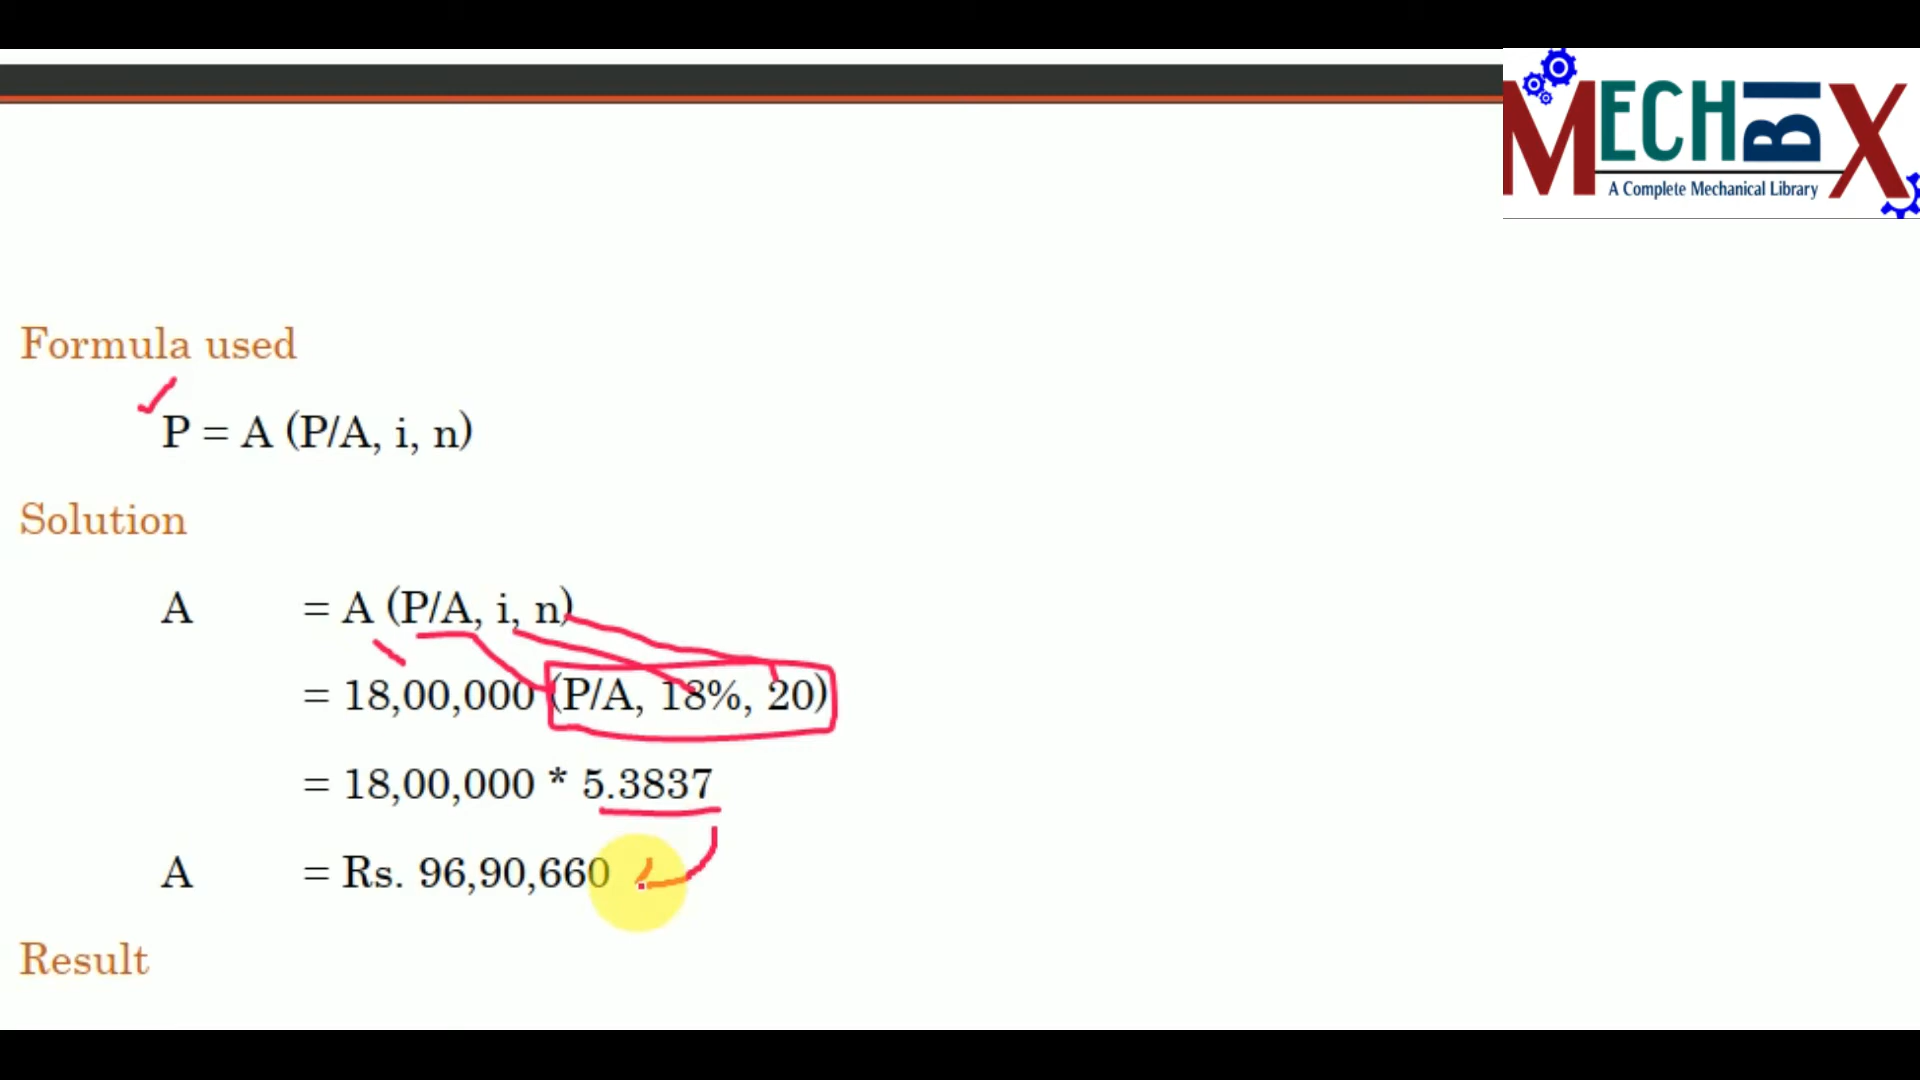 MECHBIX
A Complete Mechanical Library
Formula used
P = A (P/A, i, n)
Solution
A = A (P/A, i, n)
= 18,00,000 (P/A, 18%, 20)
= 18,00,000 * 5.3837
A = Rs. 96,90,660
Result